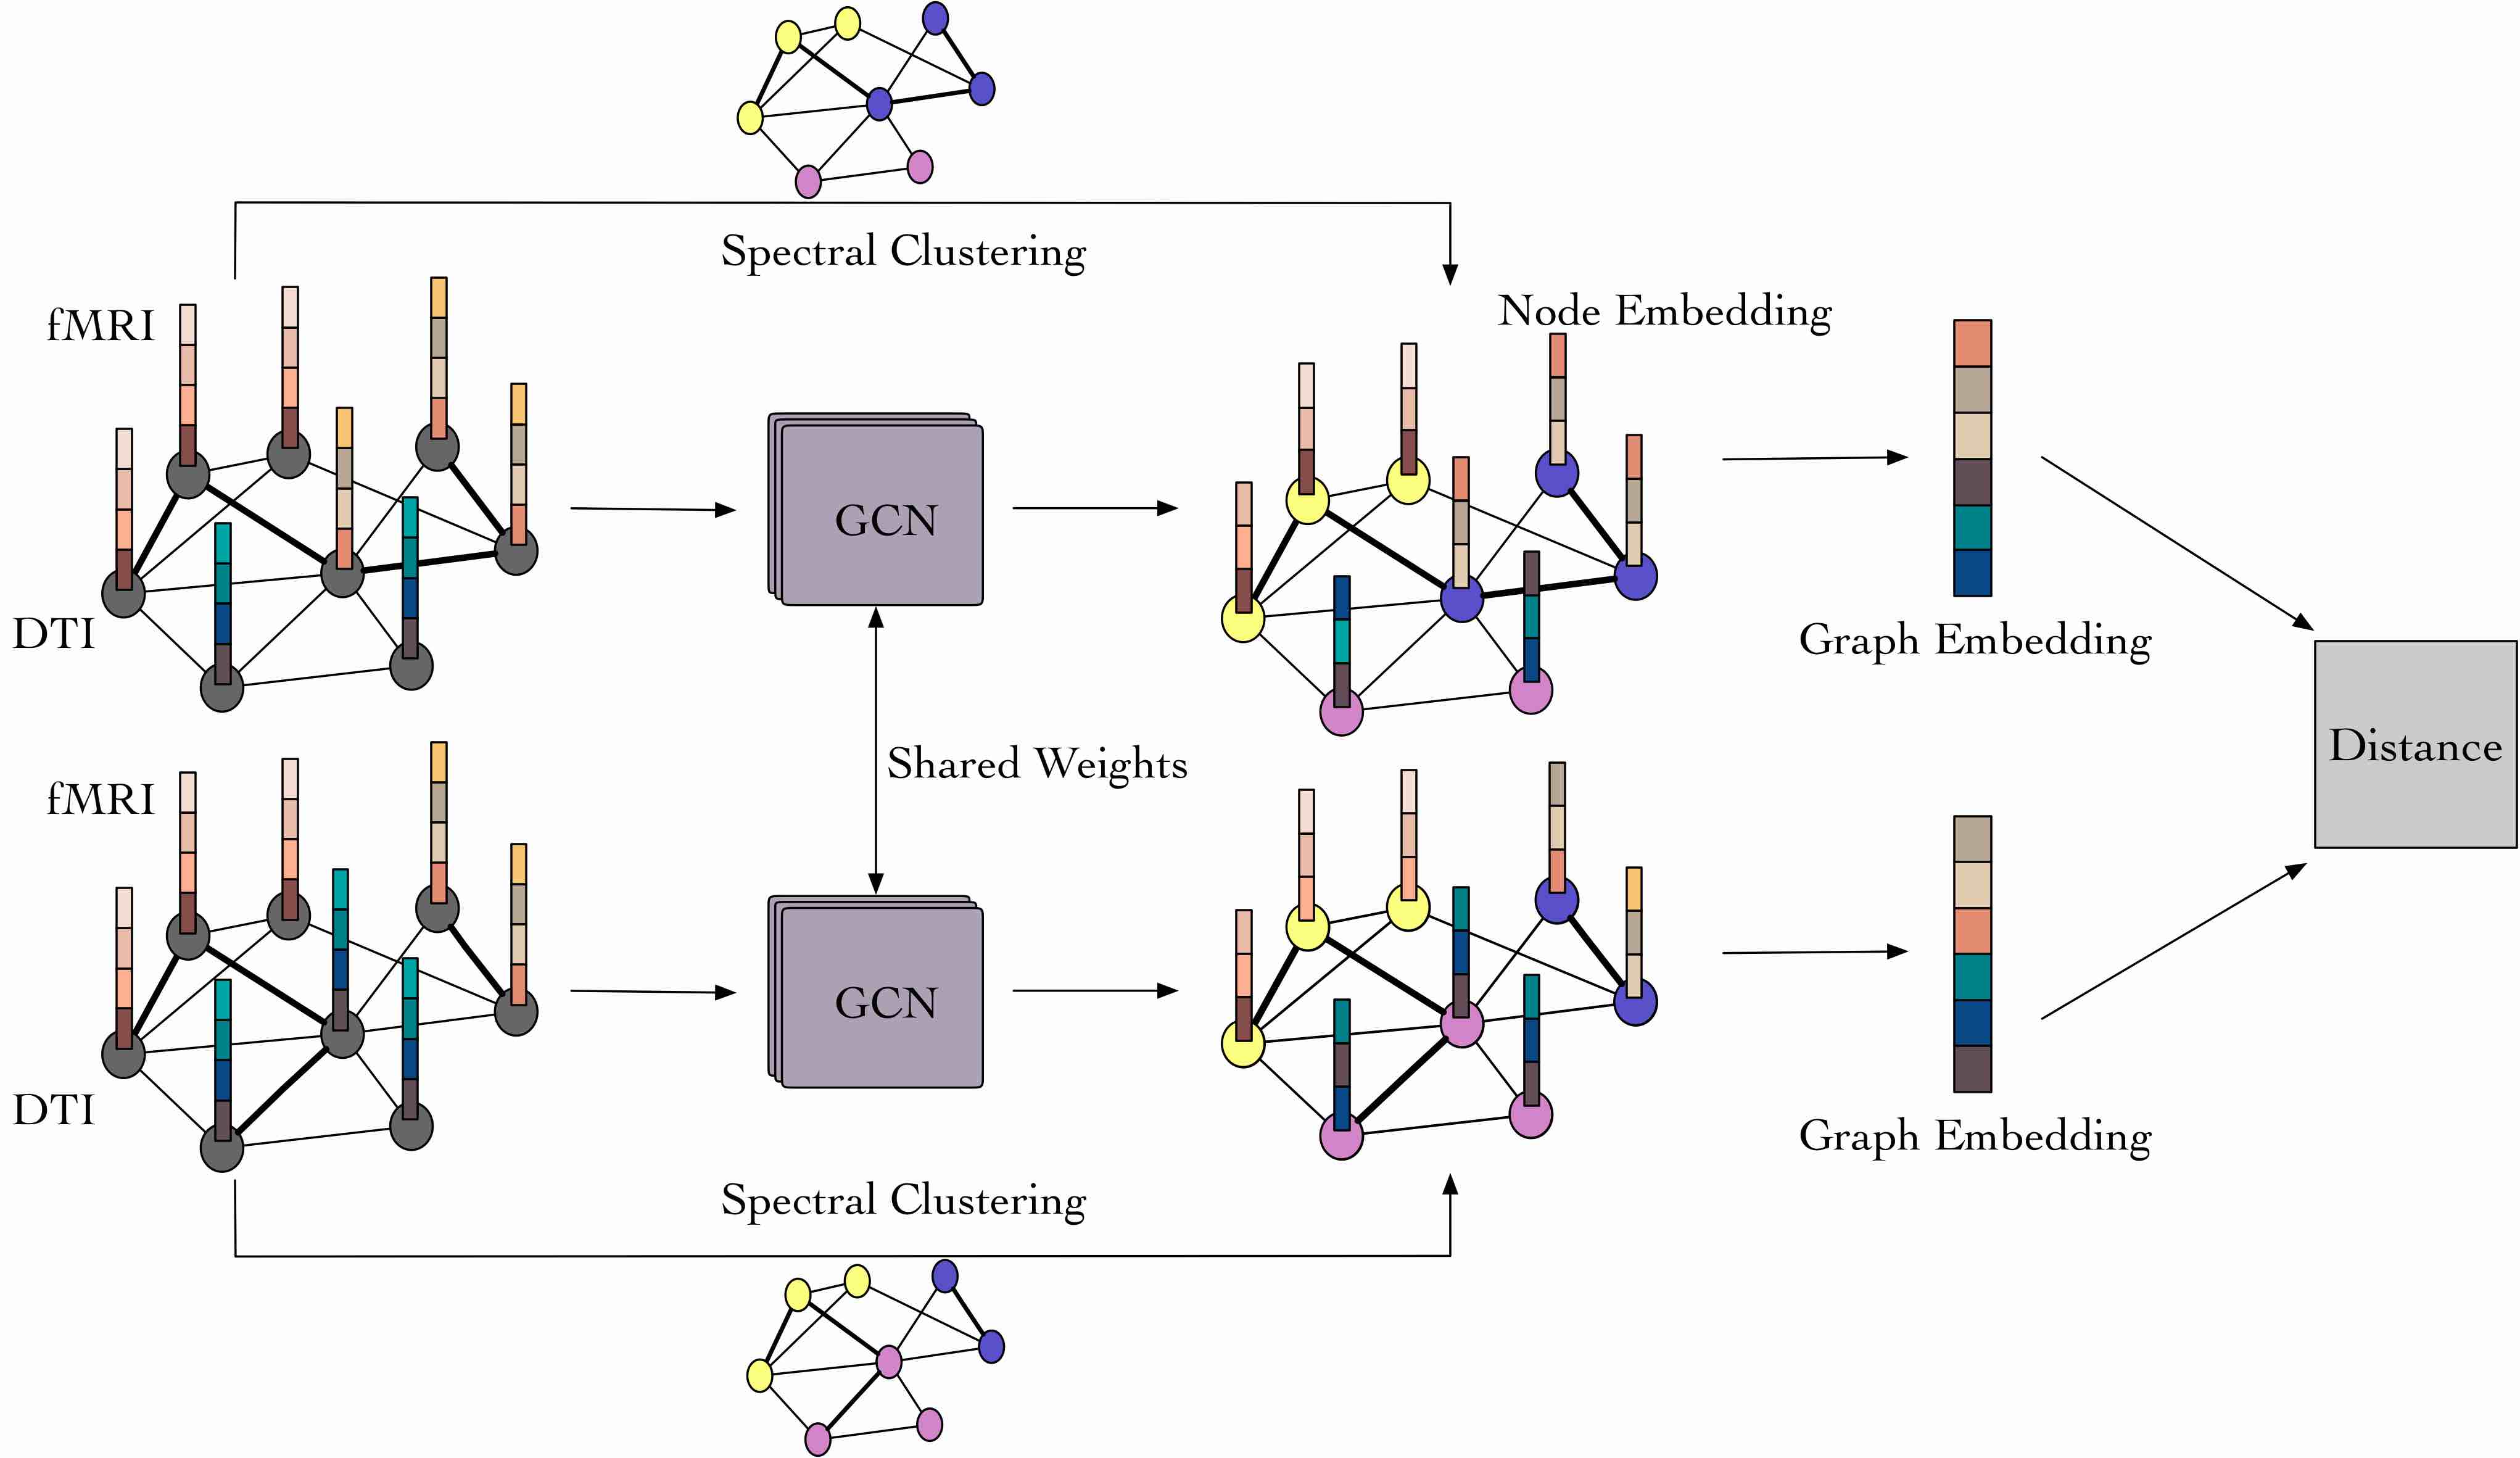 Spectral Clustering
fMRI
Node Embedding
GCN
DTI
Graph Embedding
Shared Weights
Distance
fMRI
GCN
DTI
Graph Embedding
Spectral Clustering